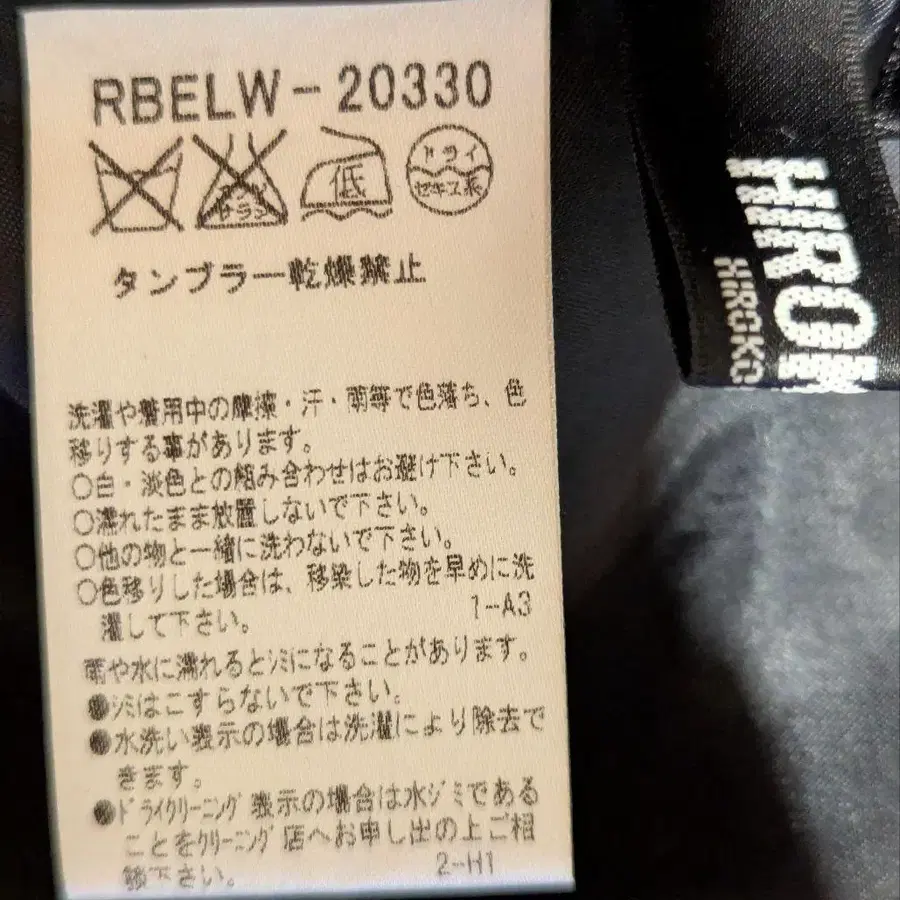 RBELW-20330
エンソサラシ
低
ドライ
セキユ系
タンブラー乾燥禁止
洗濯や着用中の摩擦・汗・雨等で色落ち、色
移りする事があります。
○白・淡色との組み合わせはお避け下さい。
○濡れたまま放置しないで下さい。
○他の物と一緒に洗わないで下さい。
○色移りした場合は、移染した物を早めに洗
濯して下さい。
1-A3
雨や水に濡れるとシミになることがあります。
●シミはこすらないで下さい。
●水洗い表示の場合は洗濯により除去で
きます。
●ドライクリーニング表示の場合は水ジミである
ことをクリーニング店へお申し出の上ご相
談下さい。
2-H1
HIROK
HIROKO